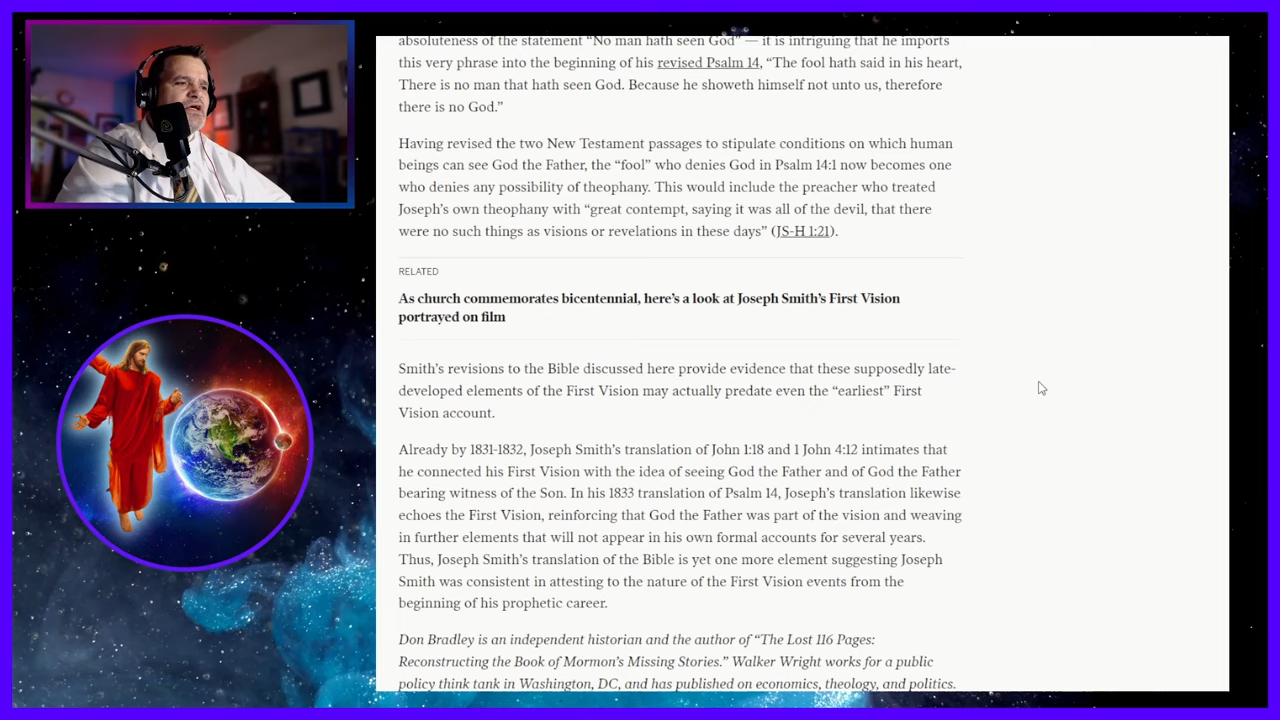 absoluteness of the statement “No man hath seen God” — it is intriguing that he imports
this very phrase into the beginning of his revised Psalm 14, “The fool hath said in his heart,
There is no man that hath seen God. Because he showeth himself not unto us, therefore
there is no God.”
Having revised the two New Testament passages to stipulate conditions on which human
beings can see God the Father, the “fool” who denies God in Psalm 14:1 now becomes one
who denies any possibility of theophany. This would include the preacher who treated
Joseph’s own theophany with “great contempt, saying it was all of the devil, that there
were no such things as visions or revelations in these days” (JS-H 1:21).
RELATED
As church commemorates bicentennial, here’s a look at Joseph Smith’s First Vision
portrayed on film
Smith’s revisions to the Bible discussed here provide evidence that these supposedly late-
developed elements of the First Vision may actually predate even the “earliest” First
Vision account.
Already by 1831-1832, Joseph Smith’s translation of John 1:18 and 1 John 4:12 intimates that
he connected his First Vision with the idea of seeing God the Father and of God the Father
bearing witness of the Son. In his 1833 translation of Psalm 14, Joseph’s translation likewise
echoes the First Vision, reinforcing that God the Father was part of the vision and weaving
in further elements that will not appear in his own formal accounts for several years.
Thus, Joseph Smith’s translation of the Bible is yet one more element suggesting Joseph
Smith was consistent in attesting to the nature of the First Vision events from the
beginning of his prophetic career.
Don Bradley is an independent historian and the author of “The Lost 116 Pages:
Reconstructing the Book of Mormon’s Missing Stories.” Walker Wright works for a public
policy think tank in Washington, DC, and has published on economics, theology, and politics.